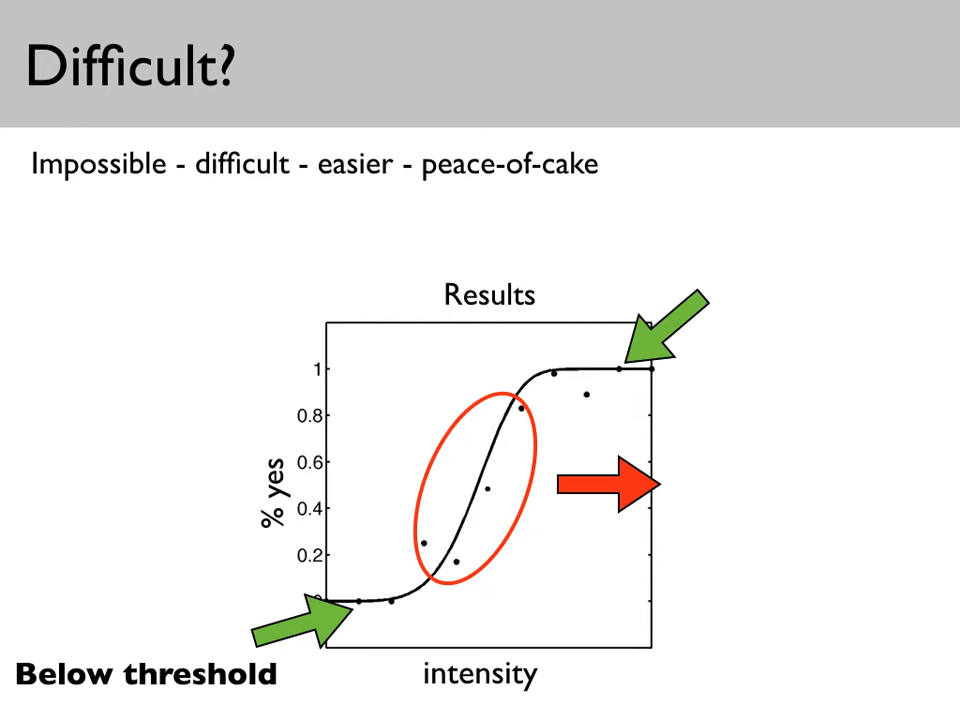 Difficult?
Impossible - difficult - easier - peace-of-cake
Results
1
0.8
0.6
0.4
0.2
0
% yes
Below threshold
intensity